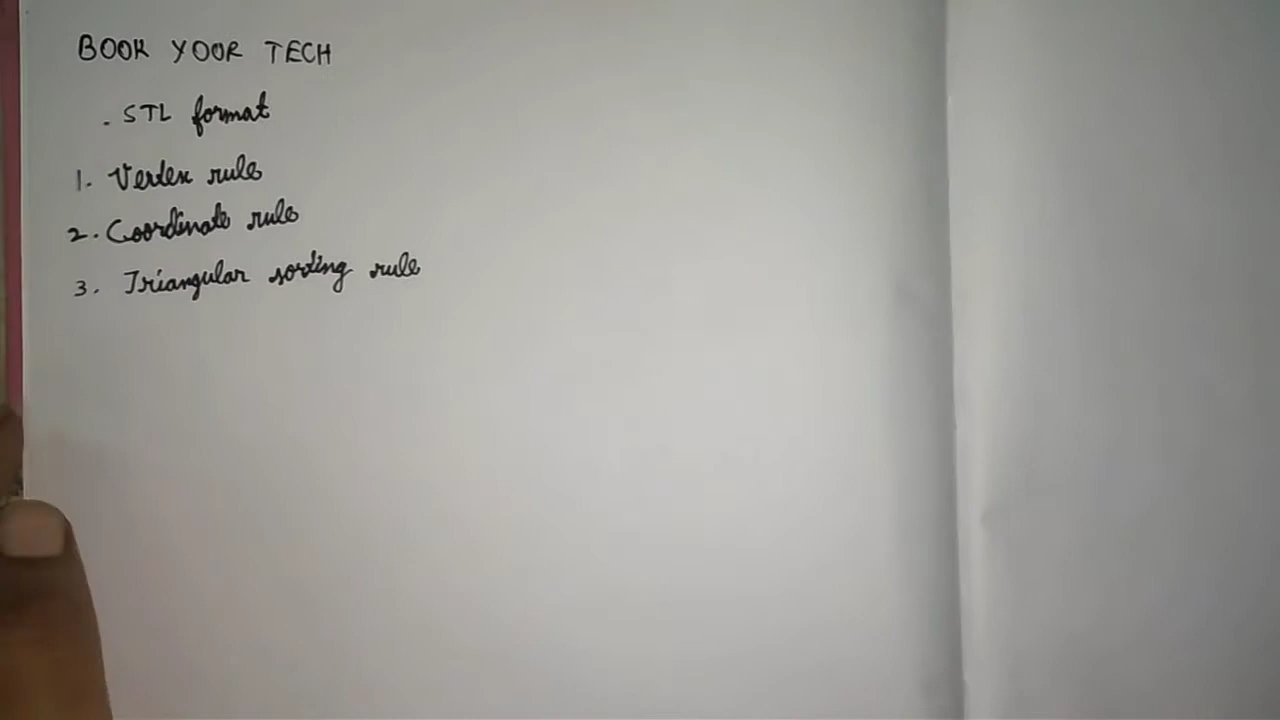 BOOK YOUR TECH
. STL format
1. Vertex rule
2. Coordinate rule
3. Triangular sorting rule